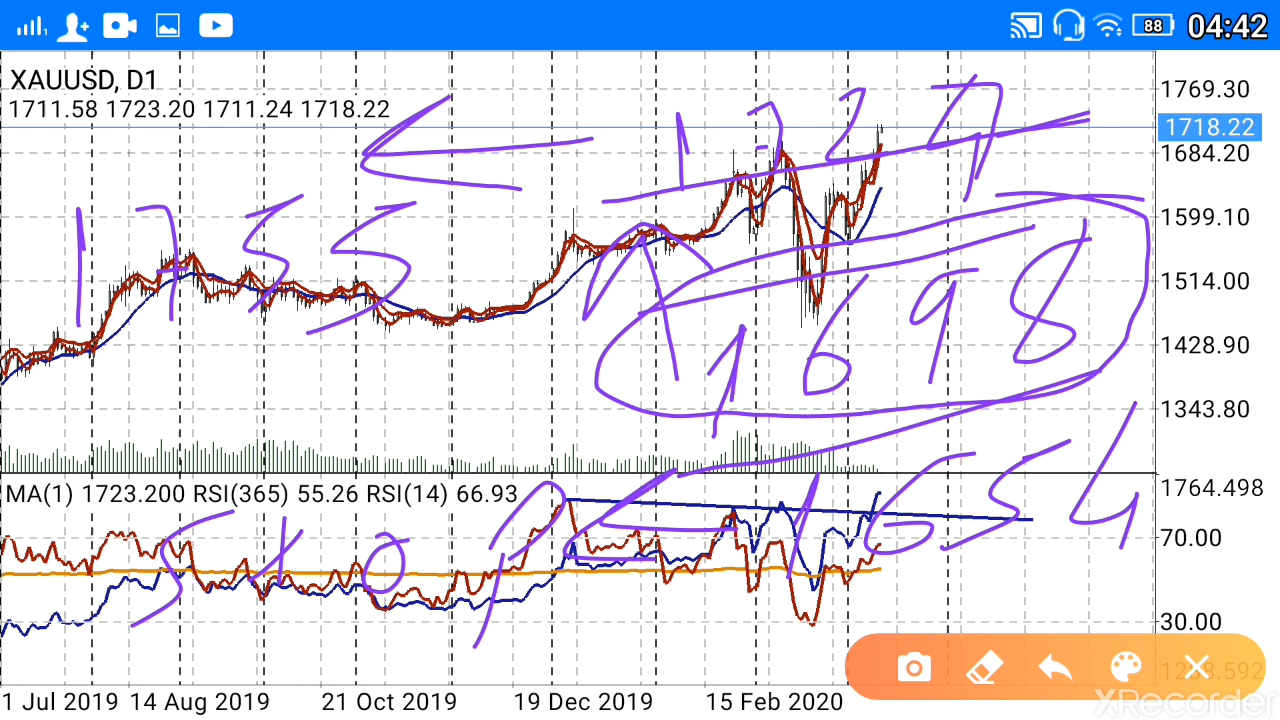 88 04:42
XAUUSD, D1
1711.58 1723.20 1711.24 1718.22
1769.30
1718.22
1684.20
1599.10
1514.00
1428.90
1343.80
1698
1654
MA(1) 1723.200 RSI(365) 55.26 RSI(14) 66.93
1764.498
70.00
30.00
1 Jul 2019 14 Aug 2019 21 Oct 2019 19 Dec 2019 15 Feb 2020
XRecorder